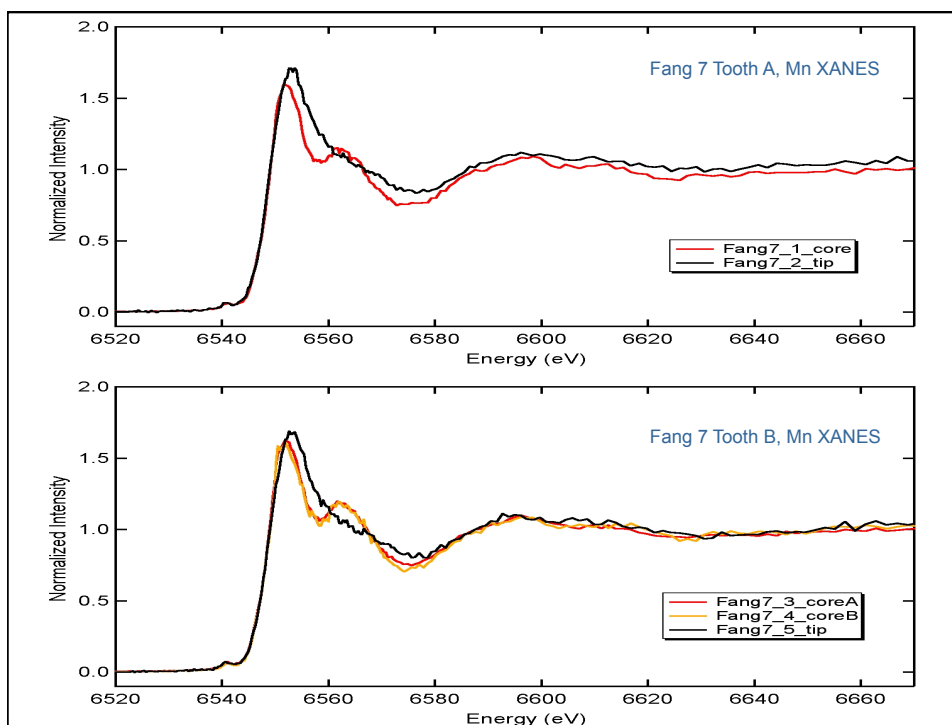 2.0
Fang 7 Tooth A, Mn XANES
1.5
Normalized Intensity
1.0
0.5
Fang7_1_core
Fang7_2_tip
0.0
6520 6540 6560 6580 6600 6620 6640 6660
Energy (eV)
2.0
Fang 7 Tooth B, Mn XANES
1.5
Normalized Intensity
1.0
0.5
Fang7_3_coreA
Fang7_4_coreB
Fang7_5_tip
0.0
6520 6540 6560 6580 6600 6620 6640 6660
Energy (eV)